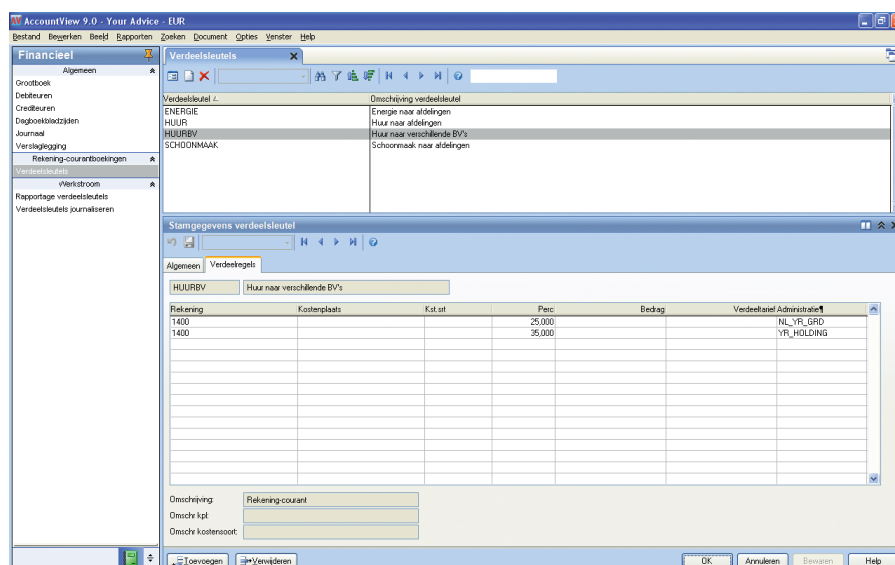 AccountView 9.0 - Your Advice - EUR
Bestand Bewerken Beeld Rapporten Zoeken Document Opties Venster Help
Financieel
Algemeen
Grootboek
Debiteuren
Crediteuren
Dagboekbladzijden
Journaal
Verslaglegging
Rekening-courantboekingen
Verdeelsleutels
Werkstroom
Rapportage verdeelsleutels
Verdeelsleutels journaliseren
Verdeelsleutels
Verdeelsleutel Omschrijving verdeelsleutel
ENERGIE Energie naar afdelingen
HUUR Huur naar afdelingen
HUURBV Huur naar verschillende BV's
SCHOONMAAK Schoonmaak naar afdelingen
Stamgegevens verdeelsleutel
Algemeen Verdeelregels
HUURBV Huur naar verschillende BV's
Rekening Kostenplaats Kst.srt Perc Bedrag Verdeeltarief Administratie¶
1400 25,000 NL_YR_GRD
1400 35,000 YR_HOLDING
Omschrijving: Rekening-courant
Omschr kpl:
Omschr kostensoort:
Toevoegen Verwijderen OK Annuleren Bewaren Help